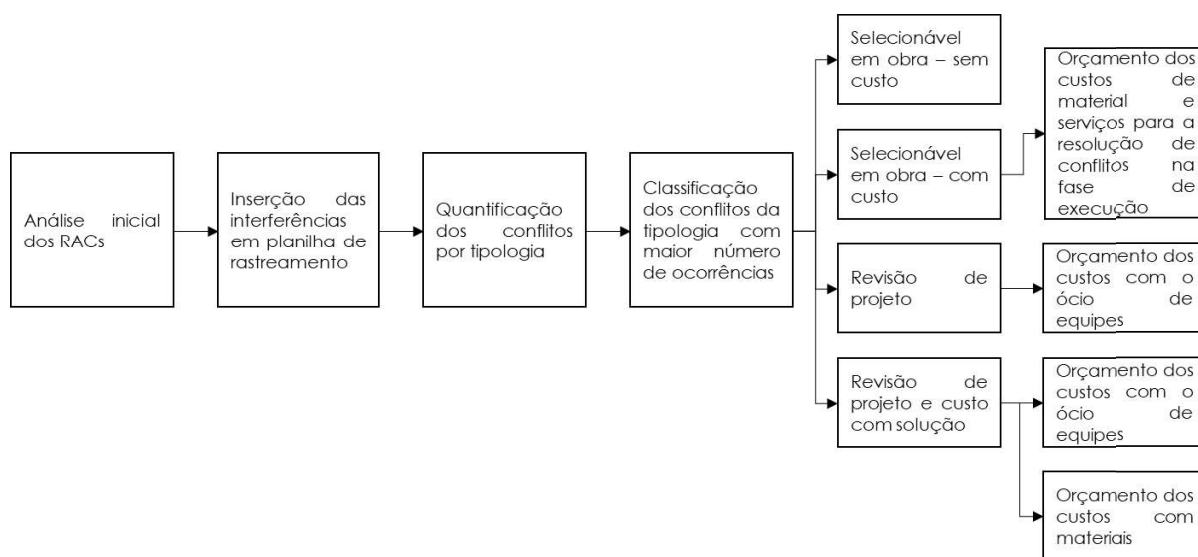 Análise inicial
dos RACs
Inserção das
interferências
em planilha de
rastreamento
Quantificação
dos conflitos
por tipologia
Classificação
dos conflitos da
tipologia com
maior número
de ocorrências
Selecionável
em obra – sem
custo
Selecionável
em obra – com
custo
Orçamento dos
custos de
material e
serviços para a
resolução de
conflitos na
fase de
execução
Revisão de
projeto
Orçamento dos
custos com o
ócio de
equipes
Revisão de
projeto e custo
com solução
Orçamento dos
custos com o
ócio de
equipes
Orçamento dos
custos com
materiais